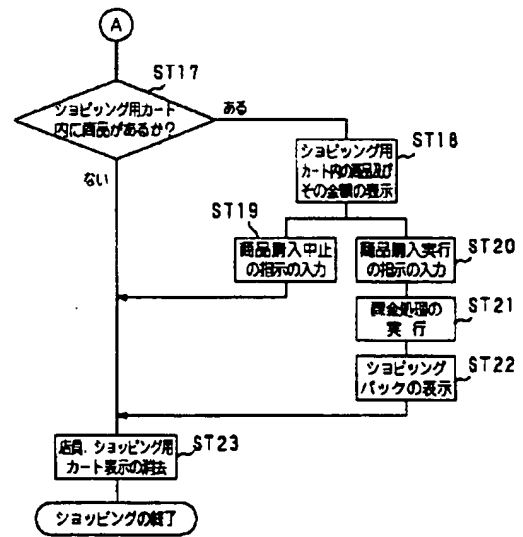 A
ST17
ショピッング用カート
内に商品があるか?
ある
ない
ショピッング用
カート内の商品及び
その金額の表示
ST18
ST19
商品購入中止
の指示の入力
商品購入実行
の指示の入力
ST20
課金処理の
実 行
ST21
ショピッング
バックの表示
ST22
店員、ショッピング用
カート表示の消去
ST23
ショッピングの終了